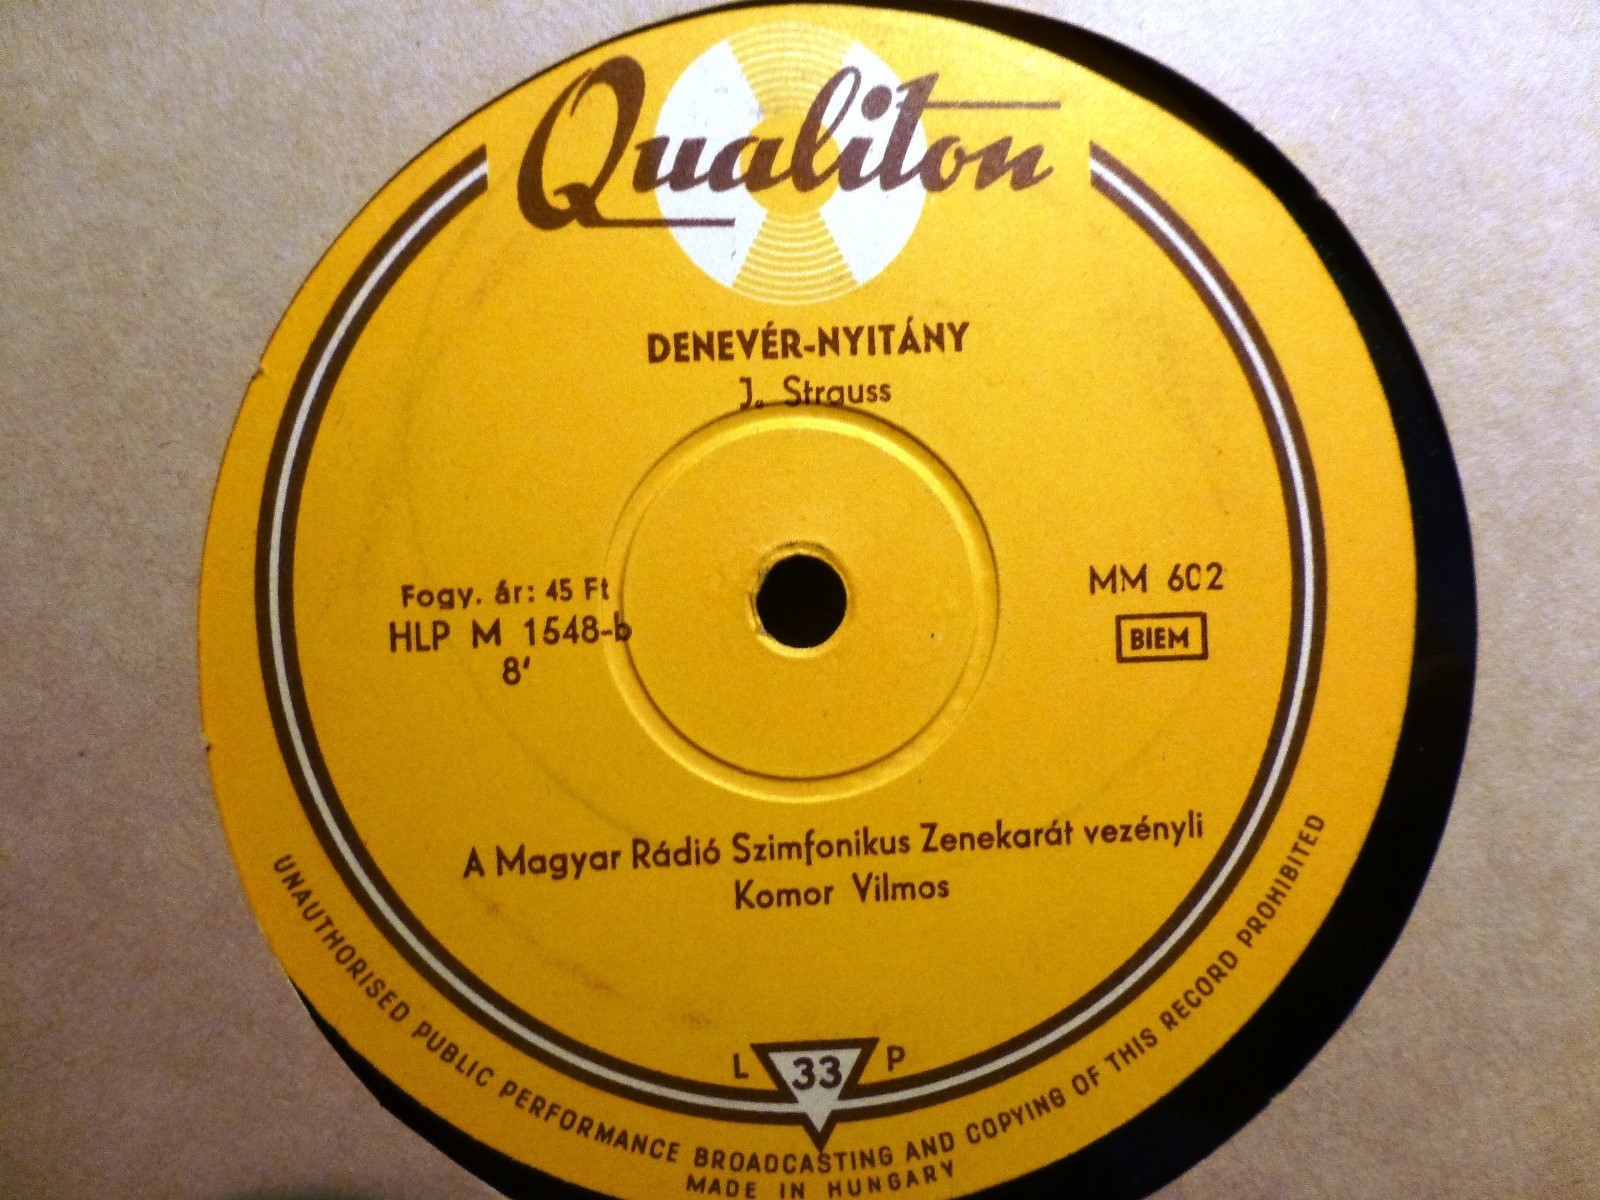 Qualiton
DENEVÉR-NYITÁNY
J. Strauss
Fogy. ár: 45 Ft
HLP M 1548-b
8'
MM 602
BIEM
A Magyar Rádió Szimfonikus Zenekarát vezényli
Komor Vilmos
L 33 P
UNAUTHORISED PUBLIC PERFORMANCE BROADCASTING AND COPYING OF THIS RECORD PROHIBITED
MADE IN HUNGARY